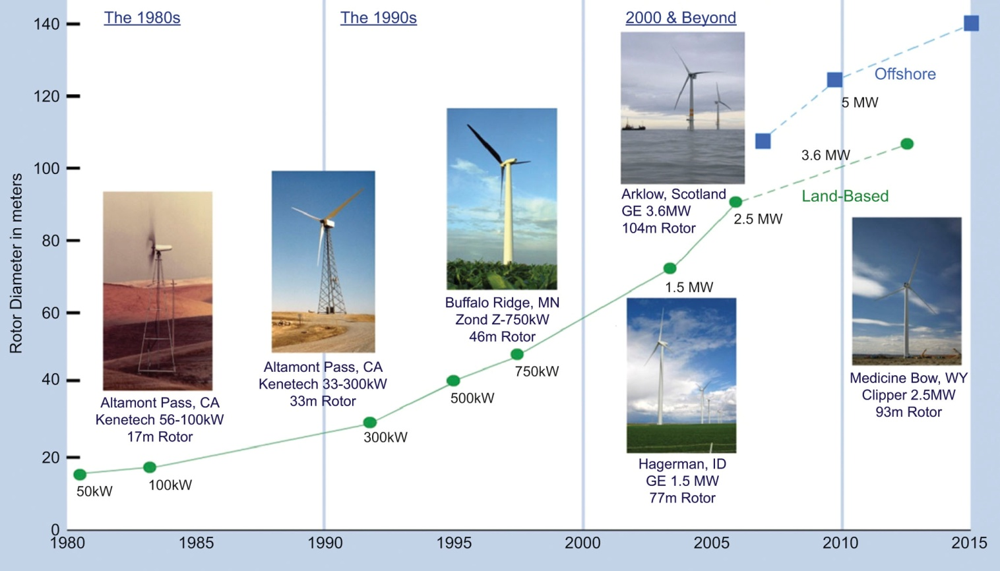 The 1980s
The 1990s
2000 & Beyond
Rotor Diameter in meters
140
120
100
80
60
40
20
0
1980
1985
1990
1995
2000
2005
2010
2015
50kW
100kW
300kW
500kW
750kW
1.5 MW
2.5 MW
3.6 MW
5 MW
Offshore
Land-Based
Altamont Pass, CA
Kenetech 56-100kW
17m Rotor
Altamont Pass, CA
Kenetech 33-300kW
33m Rotor
Buffalo Ridge, MN
Zond Z-750kW
46m Rotor
Arklow, Scotland
GE 3.6MW
104m Rotor
Hagerman, ID
GE 1.5 MW
77m Rotor
Medicine Bow, WY
Clipper 2.5MW
93m Rotor